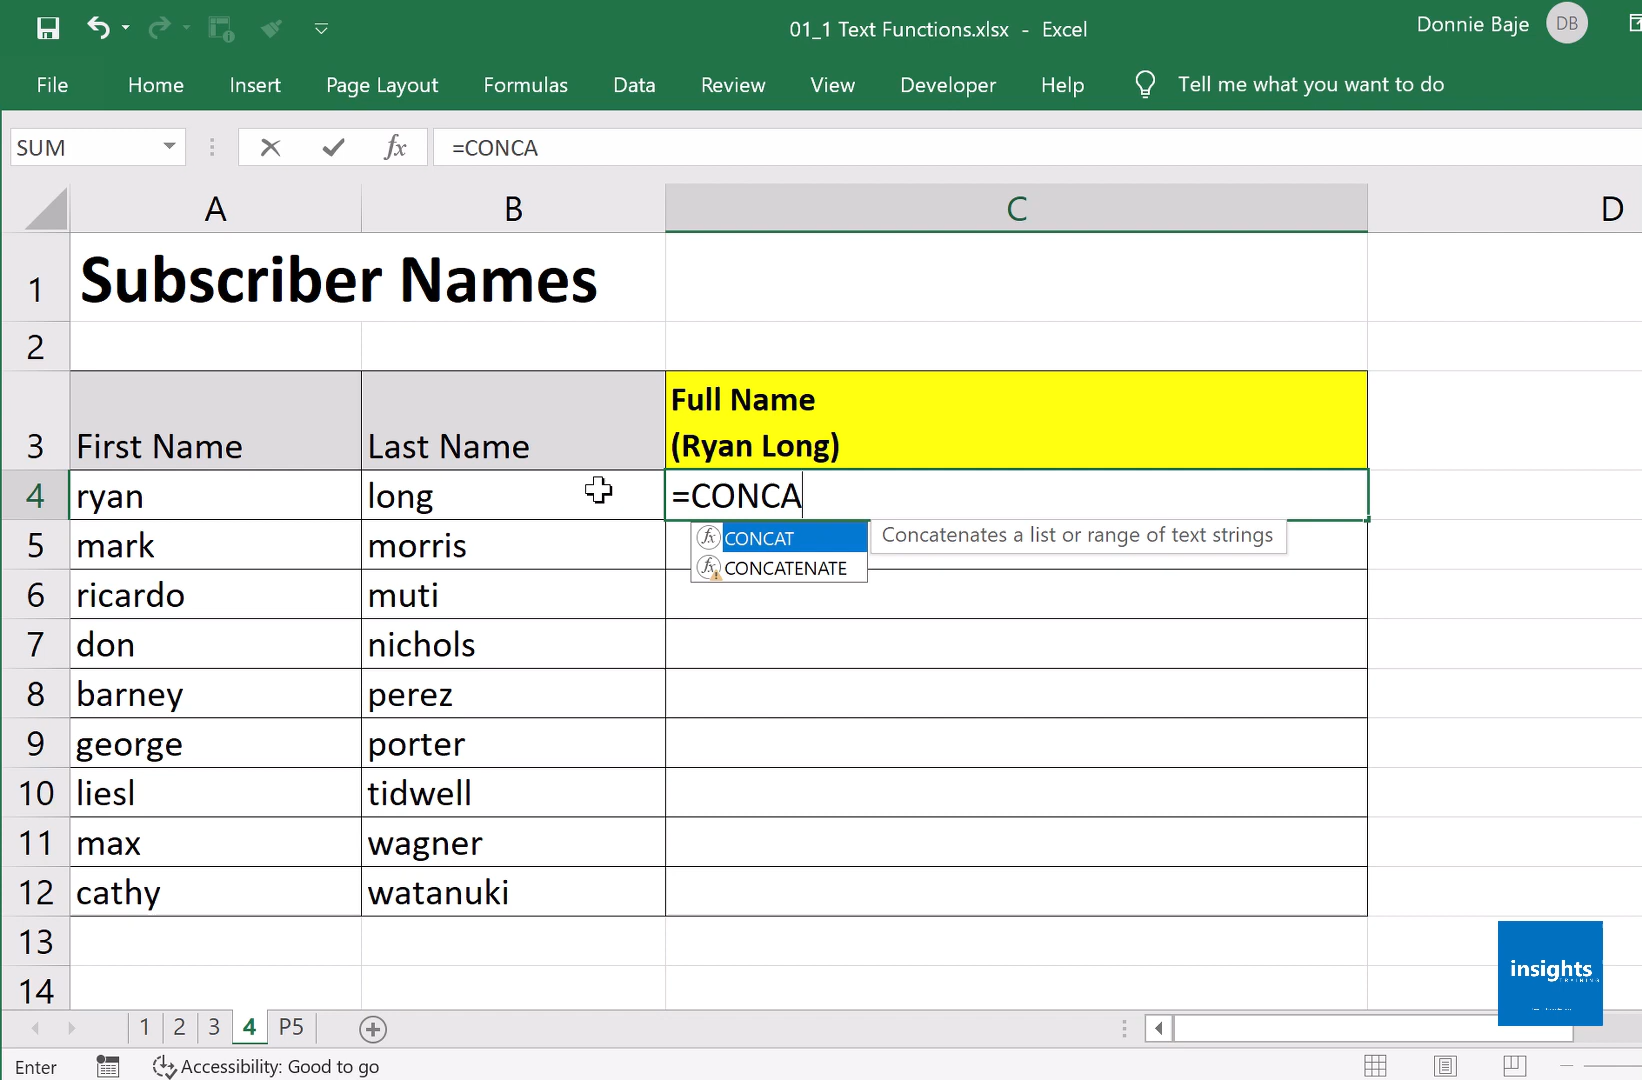 01_1 Text Functions.xlsx - Excel
Donnie Baje DB
File Home Insert Page Layout Formulas Data Review View Developer Help Tell me what you want to do
SUM fx =CONCA
A B C D
1 Subscriber Names
2
Full Name
3 First Name Last Name (Ryan Long)
4 ryan long =CONCA
fx CONCAT Concatenates a list or range of text strings
5 mark morris
fx CONCATENATE
6 ricardo muti
7 don nichols
8 barney perez
9 george porter
10 liesl tidwell
11 max wagner
12 cathy watanuki
13
insights
TRAINING
14
1 2 3 4 P5
Enter Accessibility: Good to go